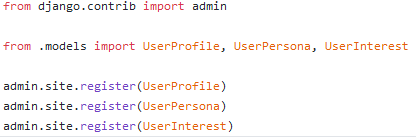 from django.contrib import admin
from .models import UserProfile, UserPersona, UserInterest
admin.site.register(UserProfile)
admin.site.register(UserPersona)
admin.site.register(UserInterest)